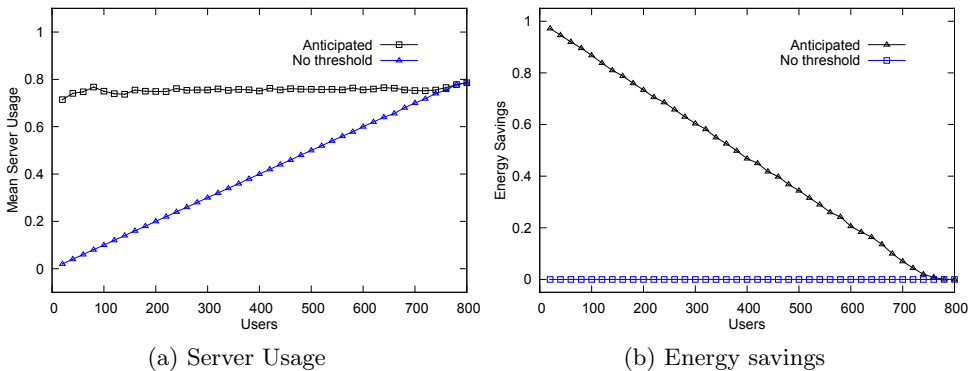 1
0.8
0.6
0.4
0.2
0
Mean Server Usage
Anticipated
No threshold
0 100 200 300 400 500 600 700 800
Users
(a) Server Usage
1
0.8
0.6
0.4
0.2
0
Energy Savings
Anticipated
No threshold
0 100 200 300 400 500 600 700 800
Users
(b) Energy savings